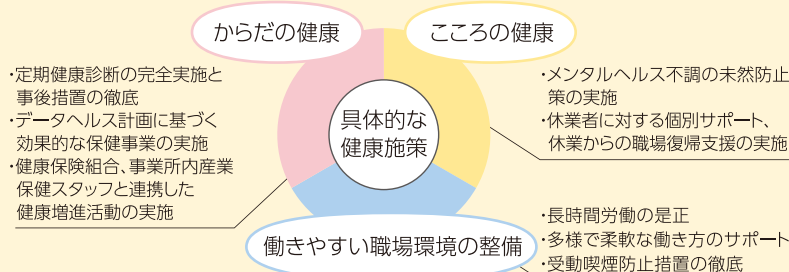 からだの健康
こころの健康
・定期健康診断の完全実施と
事後措置の徹底
・データヘルス計画に基づく
効果的な保健事業の実施
・健康保険組合、事業所内産業
保健スタッフと連携した
健康増進活動の実施
具体的な
健康施策
・メンタルヘルス不調の未然防止
策の実施
・休業者に対する個別サポート、
休業からの職場復帰支援の実施
働きやすい職場環境の整備
・長時間労働の是正
・多様で柔軟な働き方のサポート
・受動喫煙防止措置の徹底